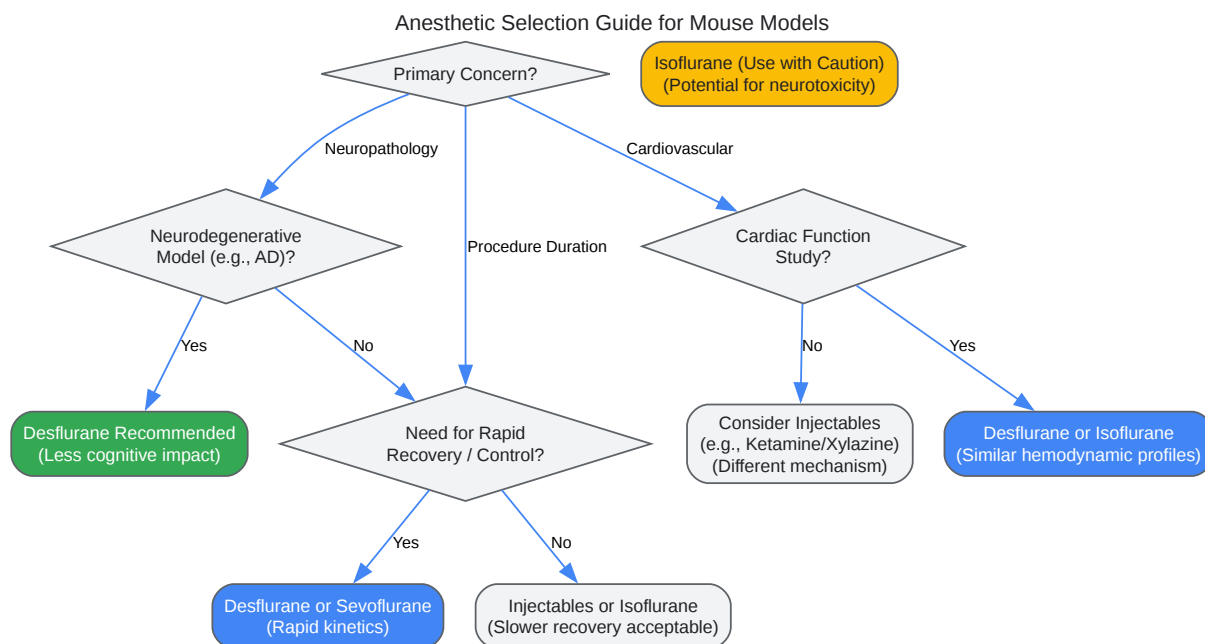 Anesthetic Selection Guide for Mouse Models
Primary Concern?
Isoflurane (Use with Caution)
(Potential for neurotoxicity)
Neuropathology
Cardiovascular
Procedure Duration
Neurodegenerative
Model (e.g., AD)?
Cardiac Function
Study?
Yes
No
No
Yes
Desflurane Recommended
(Less cognitive impact)
Need for Rapid
Recovery / Control?
Consider Injectables
(e.g., Ketamine/Xylazine)
(Different mechanism)
Desflurane or Isoflurane
(Similar hemodynamic profiles)
Yes
No
Desflurane or Sevoflurane
(Rapid kinetics)
Injectables or Isoflurane
(Slower recovery acceptable)